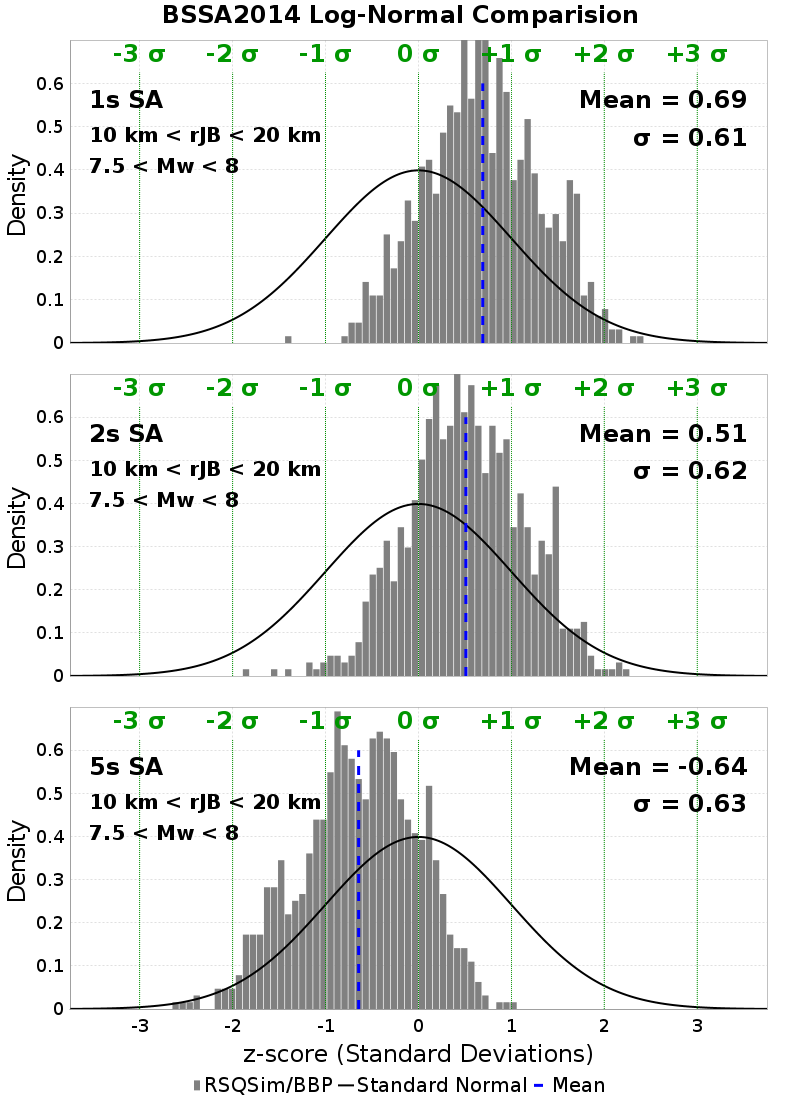 BSSA2014 Log-Normal Comparision
-3 σ -2 σ -1 σ 0 σ +1 σ +2 σ +3 σ
1s SA
Mean = 0.69
10 km < rJB < 20 km
σ = 0.61
7.5 < Mw < 8
Density
0.6
0.5
0.4
0.3
0.2
0.1
0
-3 σ -2 σ -1 σ 0 σ +1 σ +2 σ +3 σ
2s SA
Mean = 0.51
10 km < rJB < 20 km
σ = 0.62
7.5 < Mw < 8
Density
0.6
0.5
0.4
0.3
0.2
0.1
0
-3 σ -2 σ -1 σ 0 σ +1 σ +2 σ +3 σ
5s SA
Mean = -0.64
10 km < rJB < 20 km
σ = 0.63
7.5 < Mw < 8
Density
0.6
0.5
0.4
0.3
0.2
0.1
0
-3 -2 -1 0 1 2 3
z-score (Standard Deviations)
RSQSim/BBP Standard Normal Mean